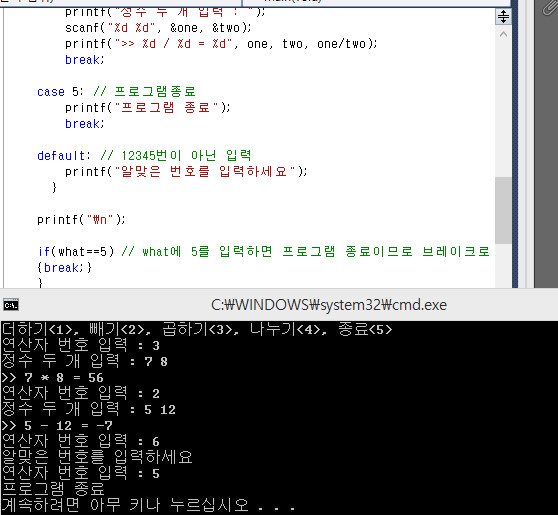 printf("정수 두 개 입력 : ");
scanf("%d %d", &one, &two);
printf(">> %d / %d = %d", one, two, one/two);
break;
case 5: // 프로그램종료
printf("프로그램 종료");
break;
default: // 12345번이 아닌 입력
printf("알맞은 번호를 입력하세요");
}
printf("₩n");
if(what==5) // what에 5를 입력하면 프로그램 종료이므로 브레이크로
{break;}
}
C:₩WINDOWS₩system32₩cmd.exe
더하기<1>, 빼기<2>, 곱하기<3>, 나누기<4>, 종료<5>
연산자 번호 입력 : 3
정수 두 개 입력 : 7 8
>> 7 * 8 = 56
연산자 번호 입력 : 2
정수 두 개 입력 : 5 12
>> 5 - 12 = -7
연산자 번호 입력 : 6
알맞은 번호를 입력하세요
연산자 번호 입력 : 5
프로그램 종료
계속하려면 아무 키나 누르십시오 . . .